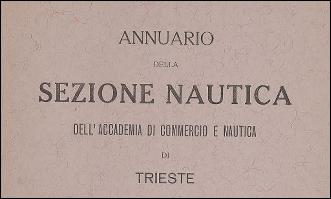 ANNUARIO
DELLA
SEZIONE NAUTICA
DELL'ACCADEMIA DI COMMERCIO E NAUTICA
DI
TRIESTE